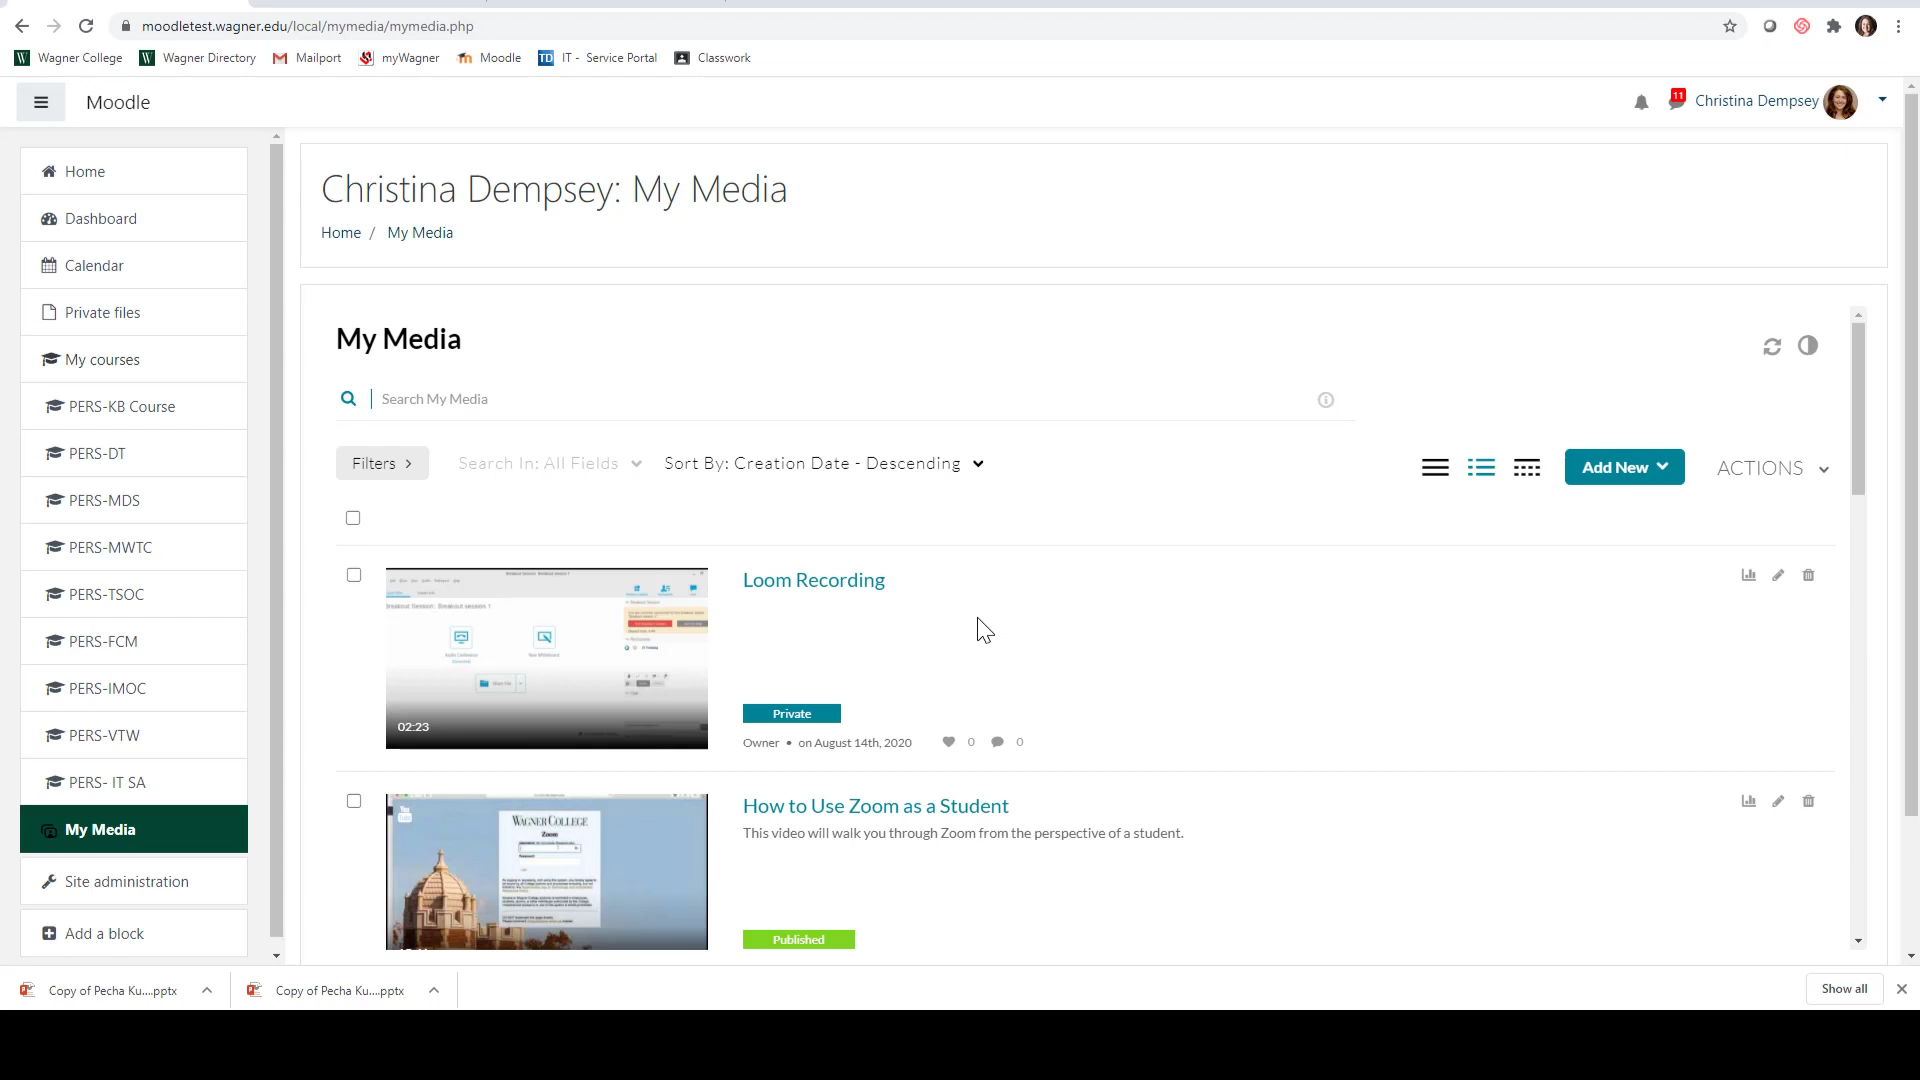 moodletest.wagner.edu/local/mymedia/mymedia.php
Wagner College
Wagner Directory
Mailport
myWagner
Moodle
IT - Service Portal
Classwork
Moodle
11
Christina Dempsey
Home
Dashboard
Calendar
Private files
My courses
PERS-KB Course
PERS-DT
PERS-MDS
PERS-MWTC
PERS-TSOC
PERS-FCM
PERS-IMOC
PERS-VTW
PERS- IT SA
My Media
Site administration
Add a block
Christina Dempsey: My Media
Home / My Media
My Media
Search My Media
Filters
Search In: All Fields
Sort By: Creation Date - Descending
Add New
ACTIONS
Breakout Session: Breakout session 1
02:23
Loom Recording
Private
Owner • on August 14th, 2020
0
0
WAGNER COLLEGE
Zoom
How to Use Zoom as a Student
This video will walk you through Zoom from the perspective of a student.
Published
Copy of Pecha Ku....pptx
Copy of Pecha Ku....pptx
Show all